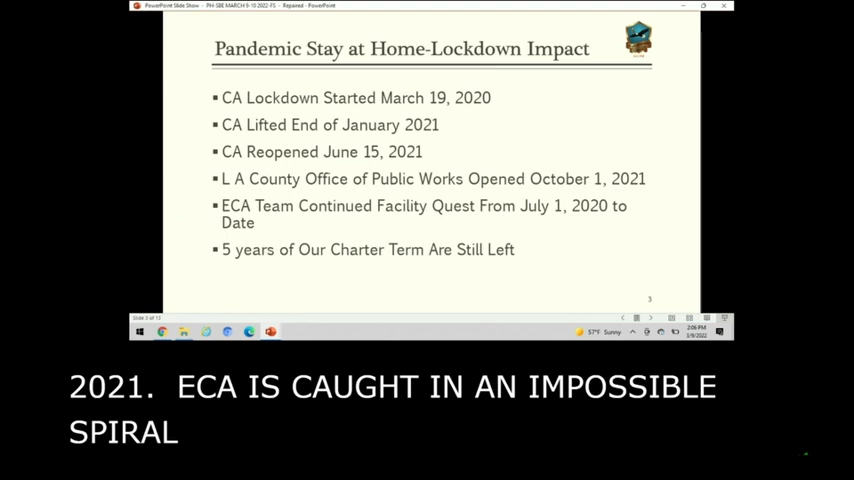 PowerPoint Slide Show - PH-SBE MARCH 9-10 2022-FS - Repaired - PowerPoint
Pandemic Stay at Home-Lockdown Impact
▪ CA Lockdown Started March 19, 2020
▪ CA Lifted End of January 2021
▪ CA Reopened June 15, 2021
▪ L A County Office of Public Works Opened October 1, 2021
▪ ECA Team Continued Facility Quest From July 1, 2020 to
Date
▪ 5 years of Our Charter Term Are Still Left
3
Slide 3 of 13
57°F Sunny
2:06 PM
3/9/2022
2021.  ECA IS CAUGHT IN AN IMPOSSIBLE
SPIRAL